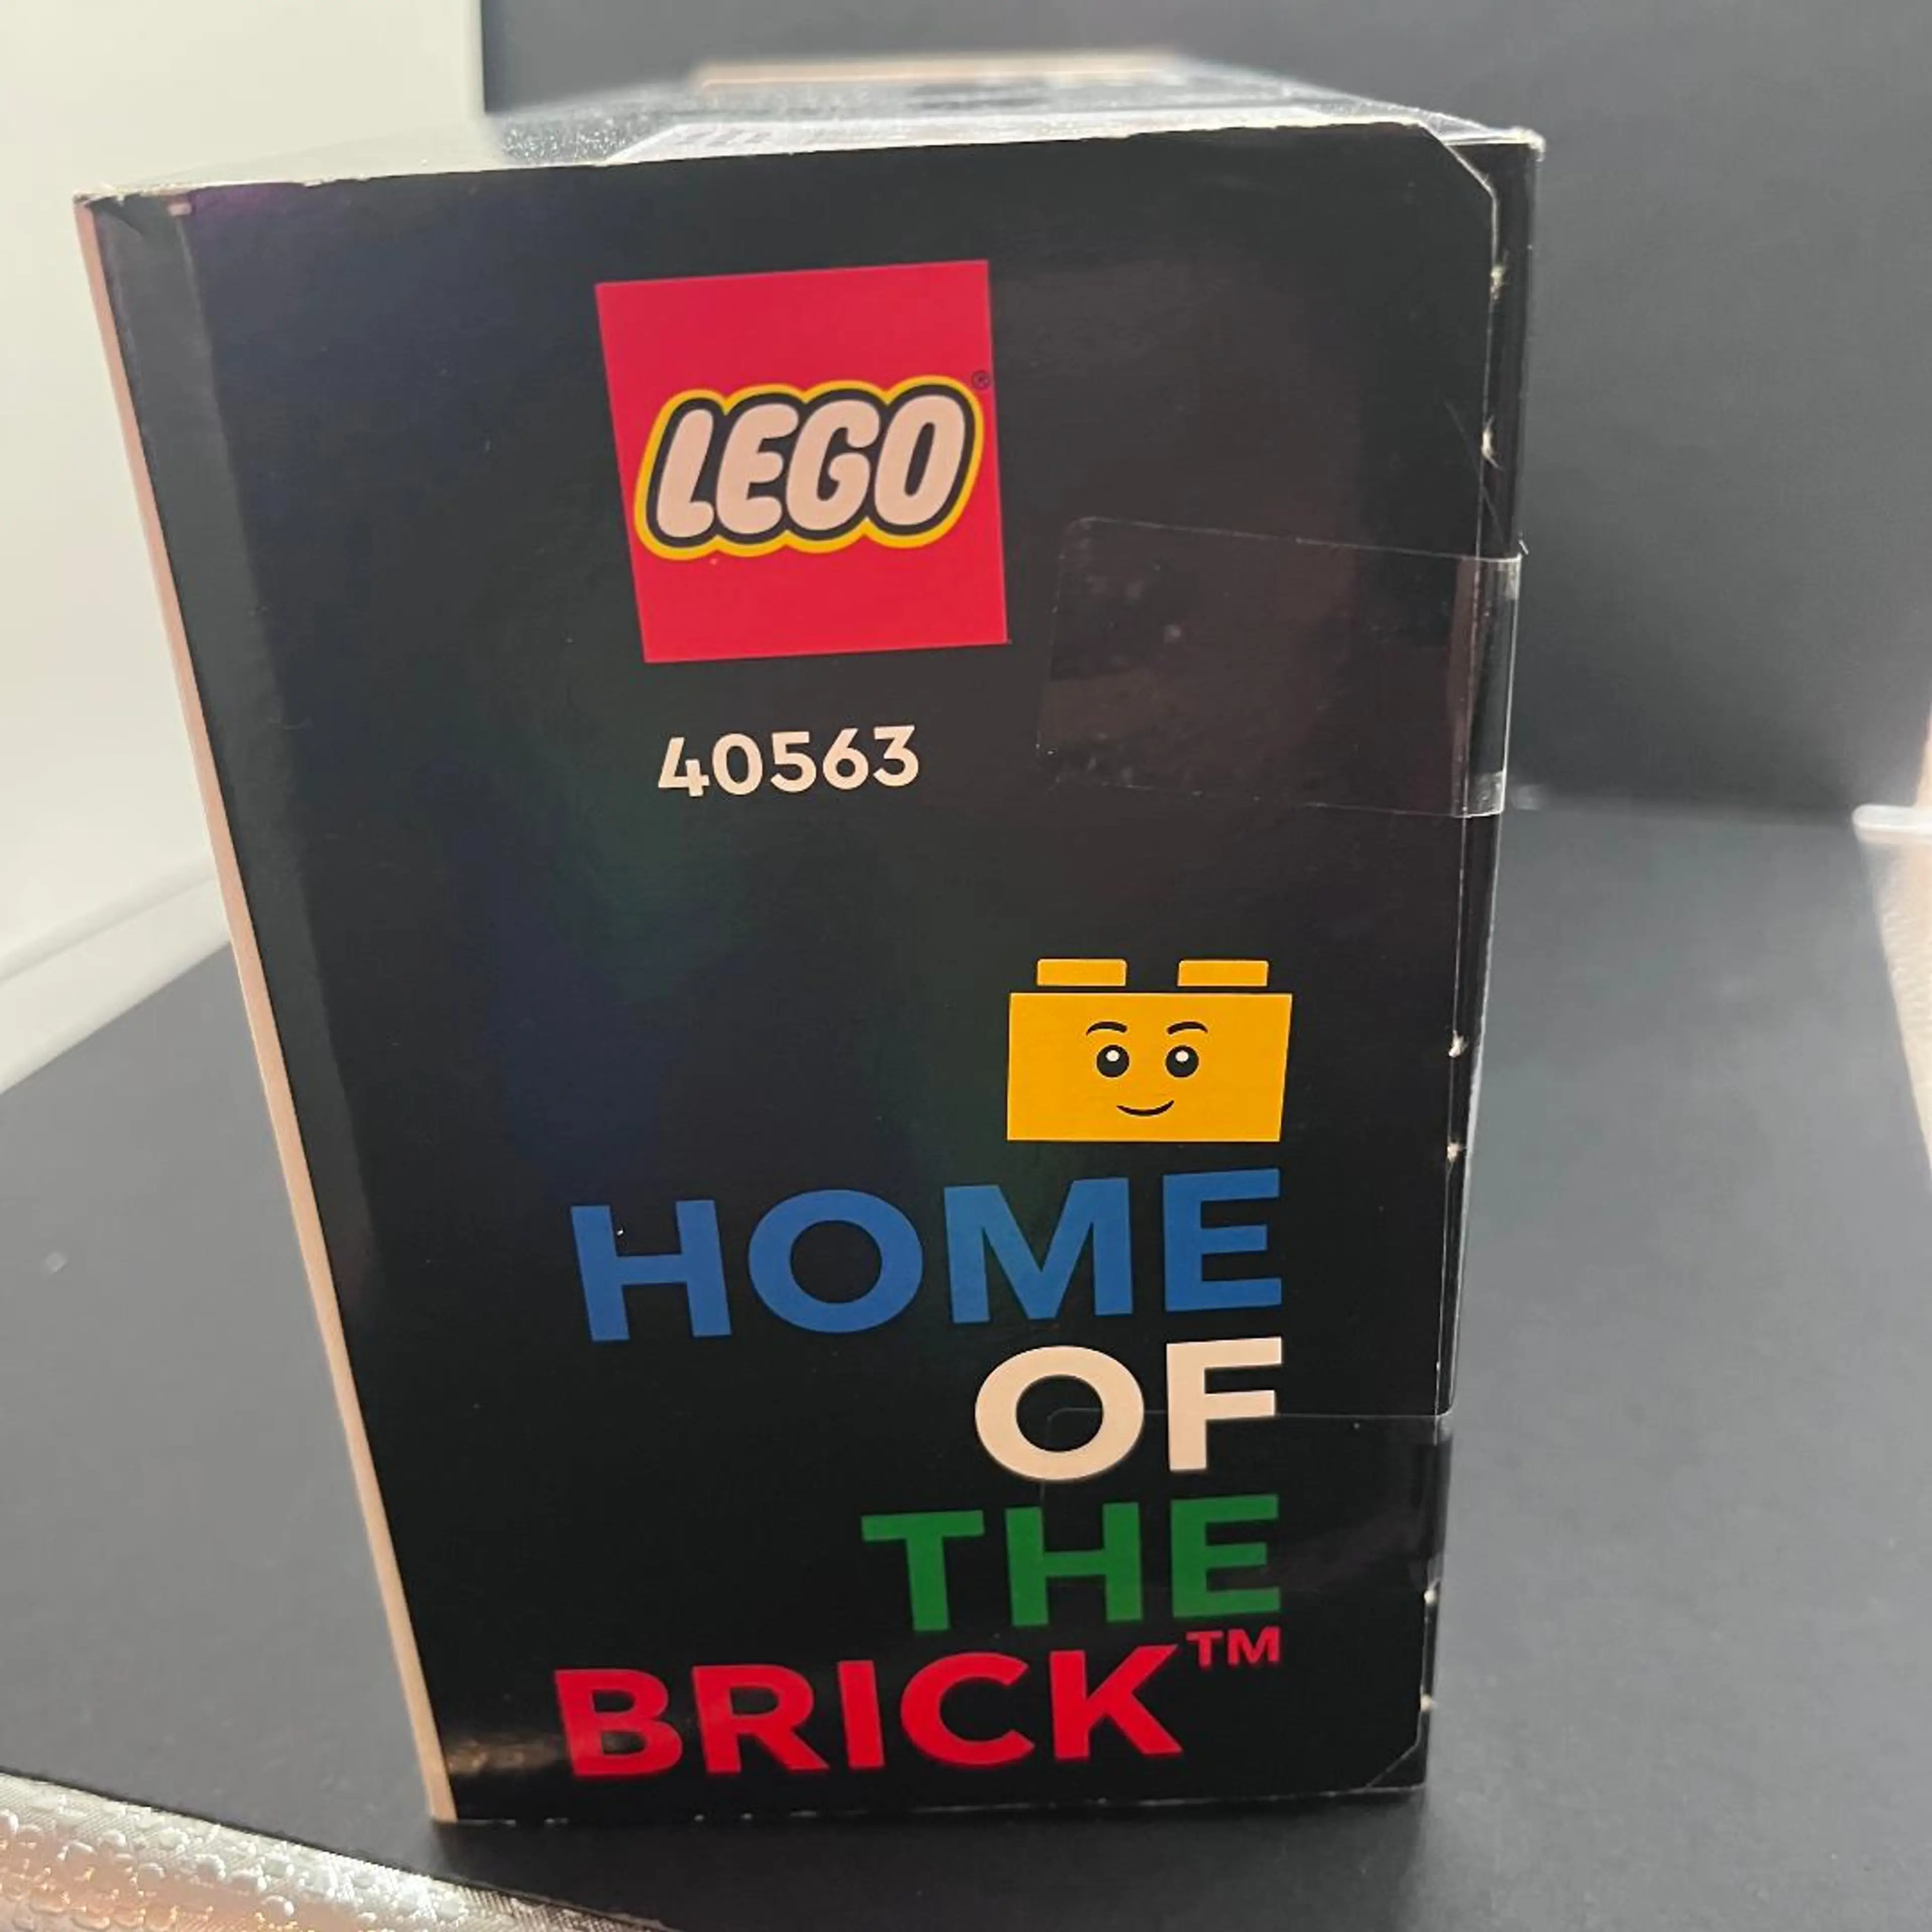 LEGO®
40563
HOME
OF
THE
BRICK™